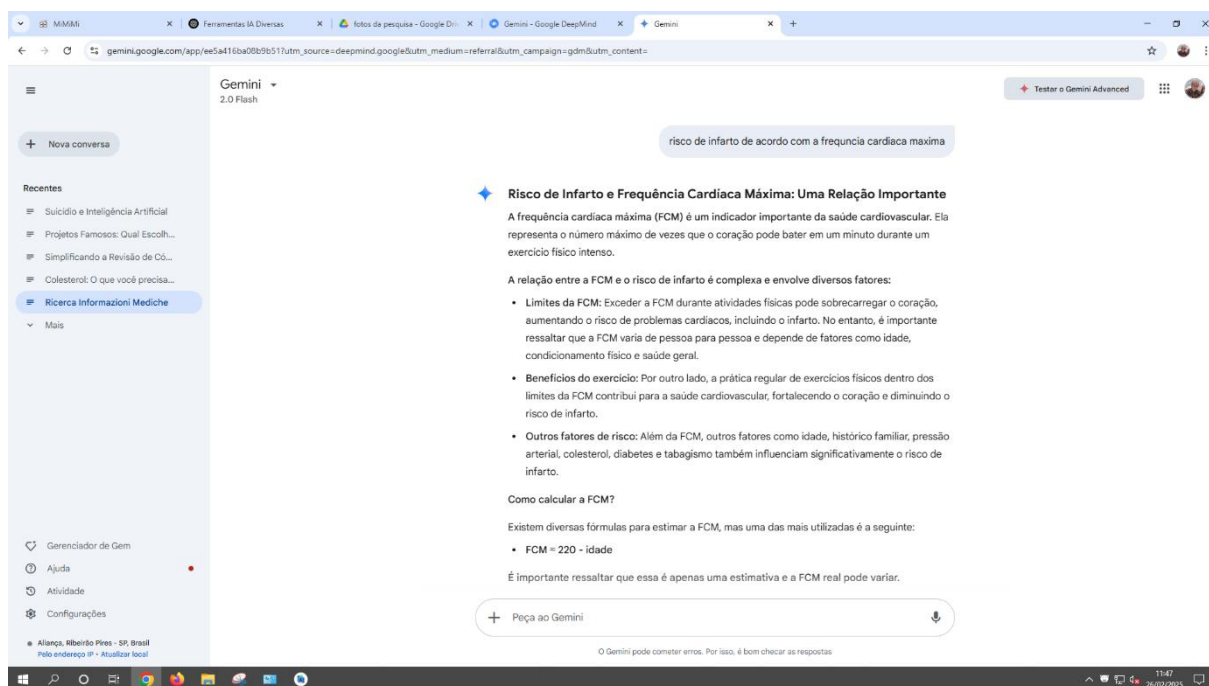 MiMiMi
Ferramentas IA Diversas
fotos da pesquisa - Google Dri
Gemini - Google DeepMind
Gemini
gemini.google.com/app/ee5a416ba08b9b51?utm_source=deepmind.google&utm_medium=referral&utm_campaign=gdm&utm_content=
Gemini
2.0 Flash
Testar o Gemini Advanced
Nova conversa
Recentes
Suicídio e Inteligência Artificial
Projetos Famosos: Qual Escolh...
Simplificando a Revisão de Có...
Colesterol: O que você precisa...
Ricerca Informazioni Mediche
Mais
Gerenciador de Gem
Ajuda
Atividade
Configurações
Aliança, Ribeirão Pires - SP, Brasil
Pelo endereço IP • Atualizar local
risco de infarto de acordo com a frequncia cardiaca maxima
Risco de Infarto e Frequência Cardíaca Máxima: Uma Relação Importante
A frequência cardíaca máxima (FCM) é um indicador importante da saúde cardiovascular. Ela
representa o número máximo de vezes que o coração pode bater em um minuto durante um
exercício físico intenso.
A relação entre a FCM e o risco de infarto é complexa e envolve diversos fatores:
• Limites da FCM: Exceder a FCM durante atividades físicas pode sobrecarregar o coração,
aumentando o risco de problemas cardíacos, incluindo o infarto. No entanto, é importante
ressaltar que a FCM varia de pessoa para pessoa e depende de fatores como idade,
condicionamento físico e saúde geral.
• Benefícios do exercício: Por outro lado, a prática regular de exercícios físicos dentro dos
limites da FCM contribui para a saúde cardiovascular, fortalecendo o coração e diminuindo o
risco de infarto.
• Outros fatores de risco: Além da FCM, outros fatores como idade, histórico familiar, pressão
arterial, colesterol, diabetes e tabagismo também influenciam significativamente o risco de
infarto.
Como calcular a FCM?
Existem diversas fórmulas para estimar a FCM, mas uma das mais utilizadas é a seguinte:
• FCM = 220 - idade
É importante ressaltar que essa é apenas uma estimativa e a FCM real pode variar.
Peça ao Gemini
O Gemini pode cometer erros. Por isso, é bom checar as respostas
11:47
26/02/2025